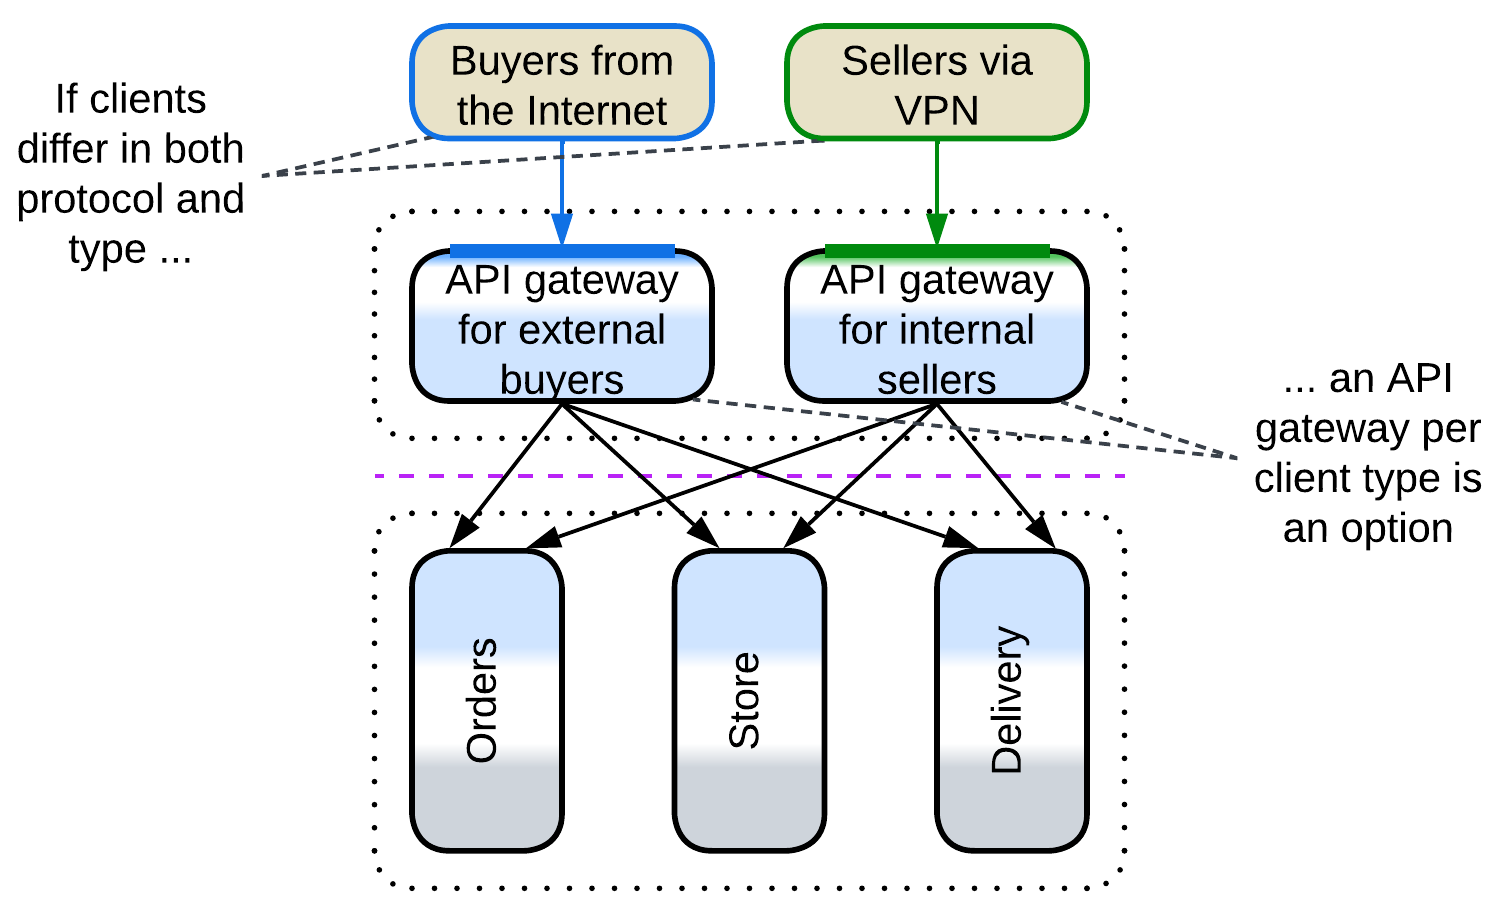 Buyers from
the Internet
Sellers via
VPN
If clients
differ in both
protocol and
type ...
API gateway
for external
buyers
API gateway
for internal
sellers
... an API
gateway per
client type is
an option
Orders
Store
Delivery